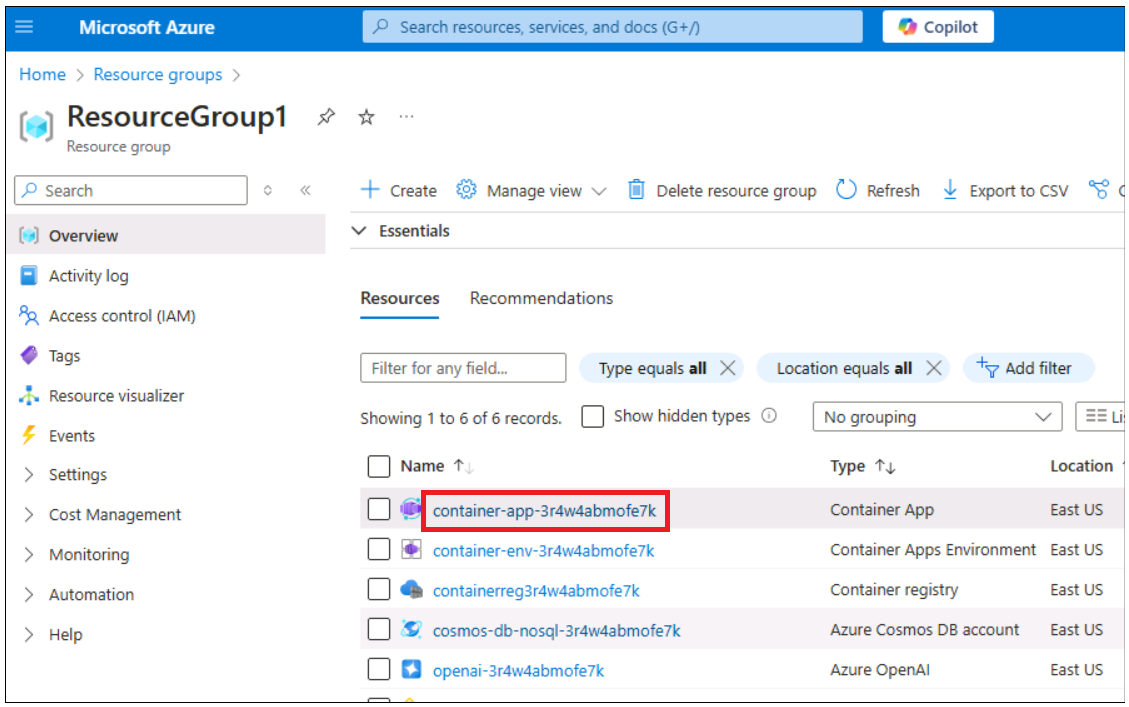 Microsoft Azure
Search resources, services, and docs (G+/)
Copilot
Home > Resource groups >
ResourceGroup1
Resource group
Search
Overview
Activity log
Access control (IAM)
Tags
Resource visualizer
Events
Settings
Cost Management
Monitoring
Automation
Help
Create Manage view Delete resource group Refresh Export to CSV
Essentials
Resources Recommendations
Filter for any field... Type equals all Location equals all Add filter
Showing 1 to 6 of 6 records. Show hidden types No grouping
Name Type Location
container-app-3r4w4abmofe7k Container App East US
container-env-3r4w4abmofe7k Container Apps Environment East US
containerreg3r4w4abmofe7k Container registry East US
cosmos-db-nosql-3r4w4abmofe7k Azure Cosmos DB account East US
openai-3r4w4abmofe7k Azure OpenAI East US